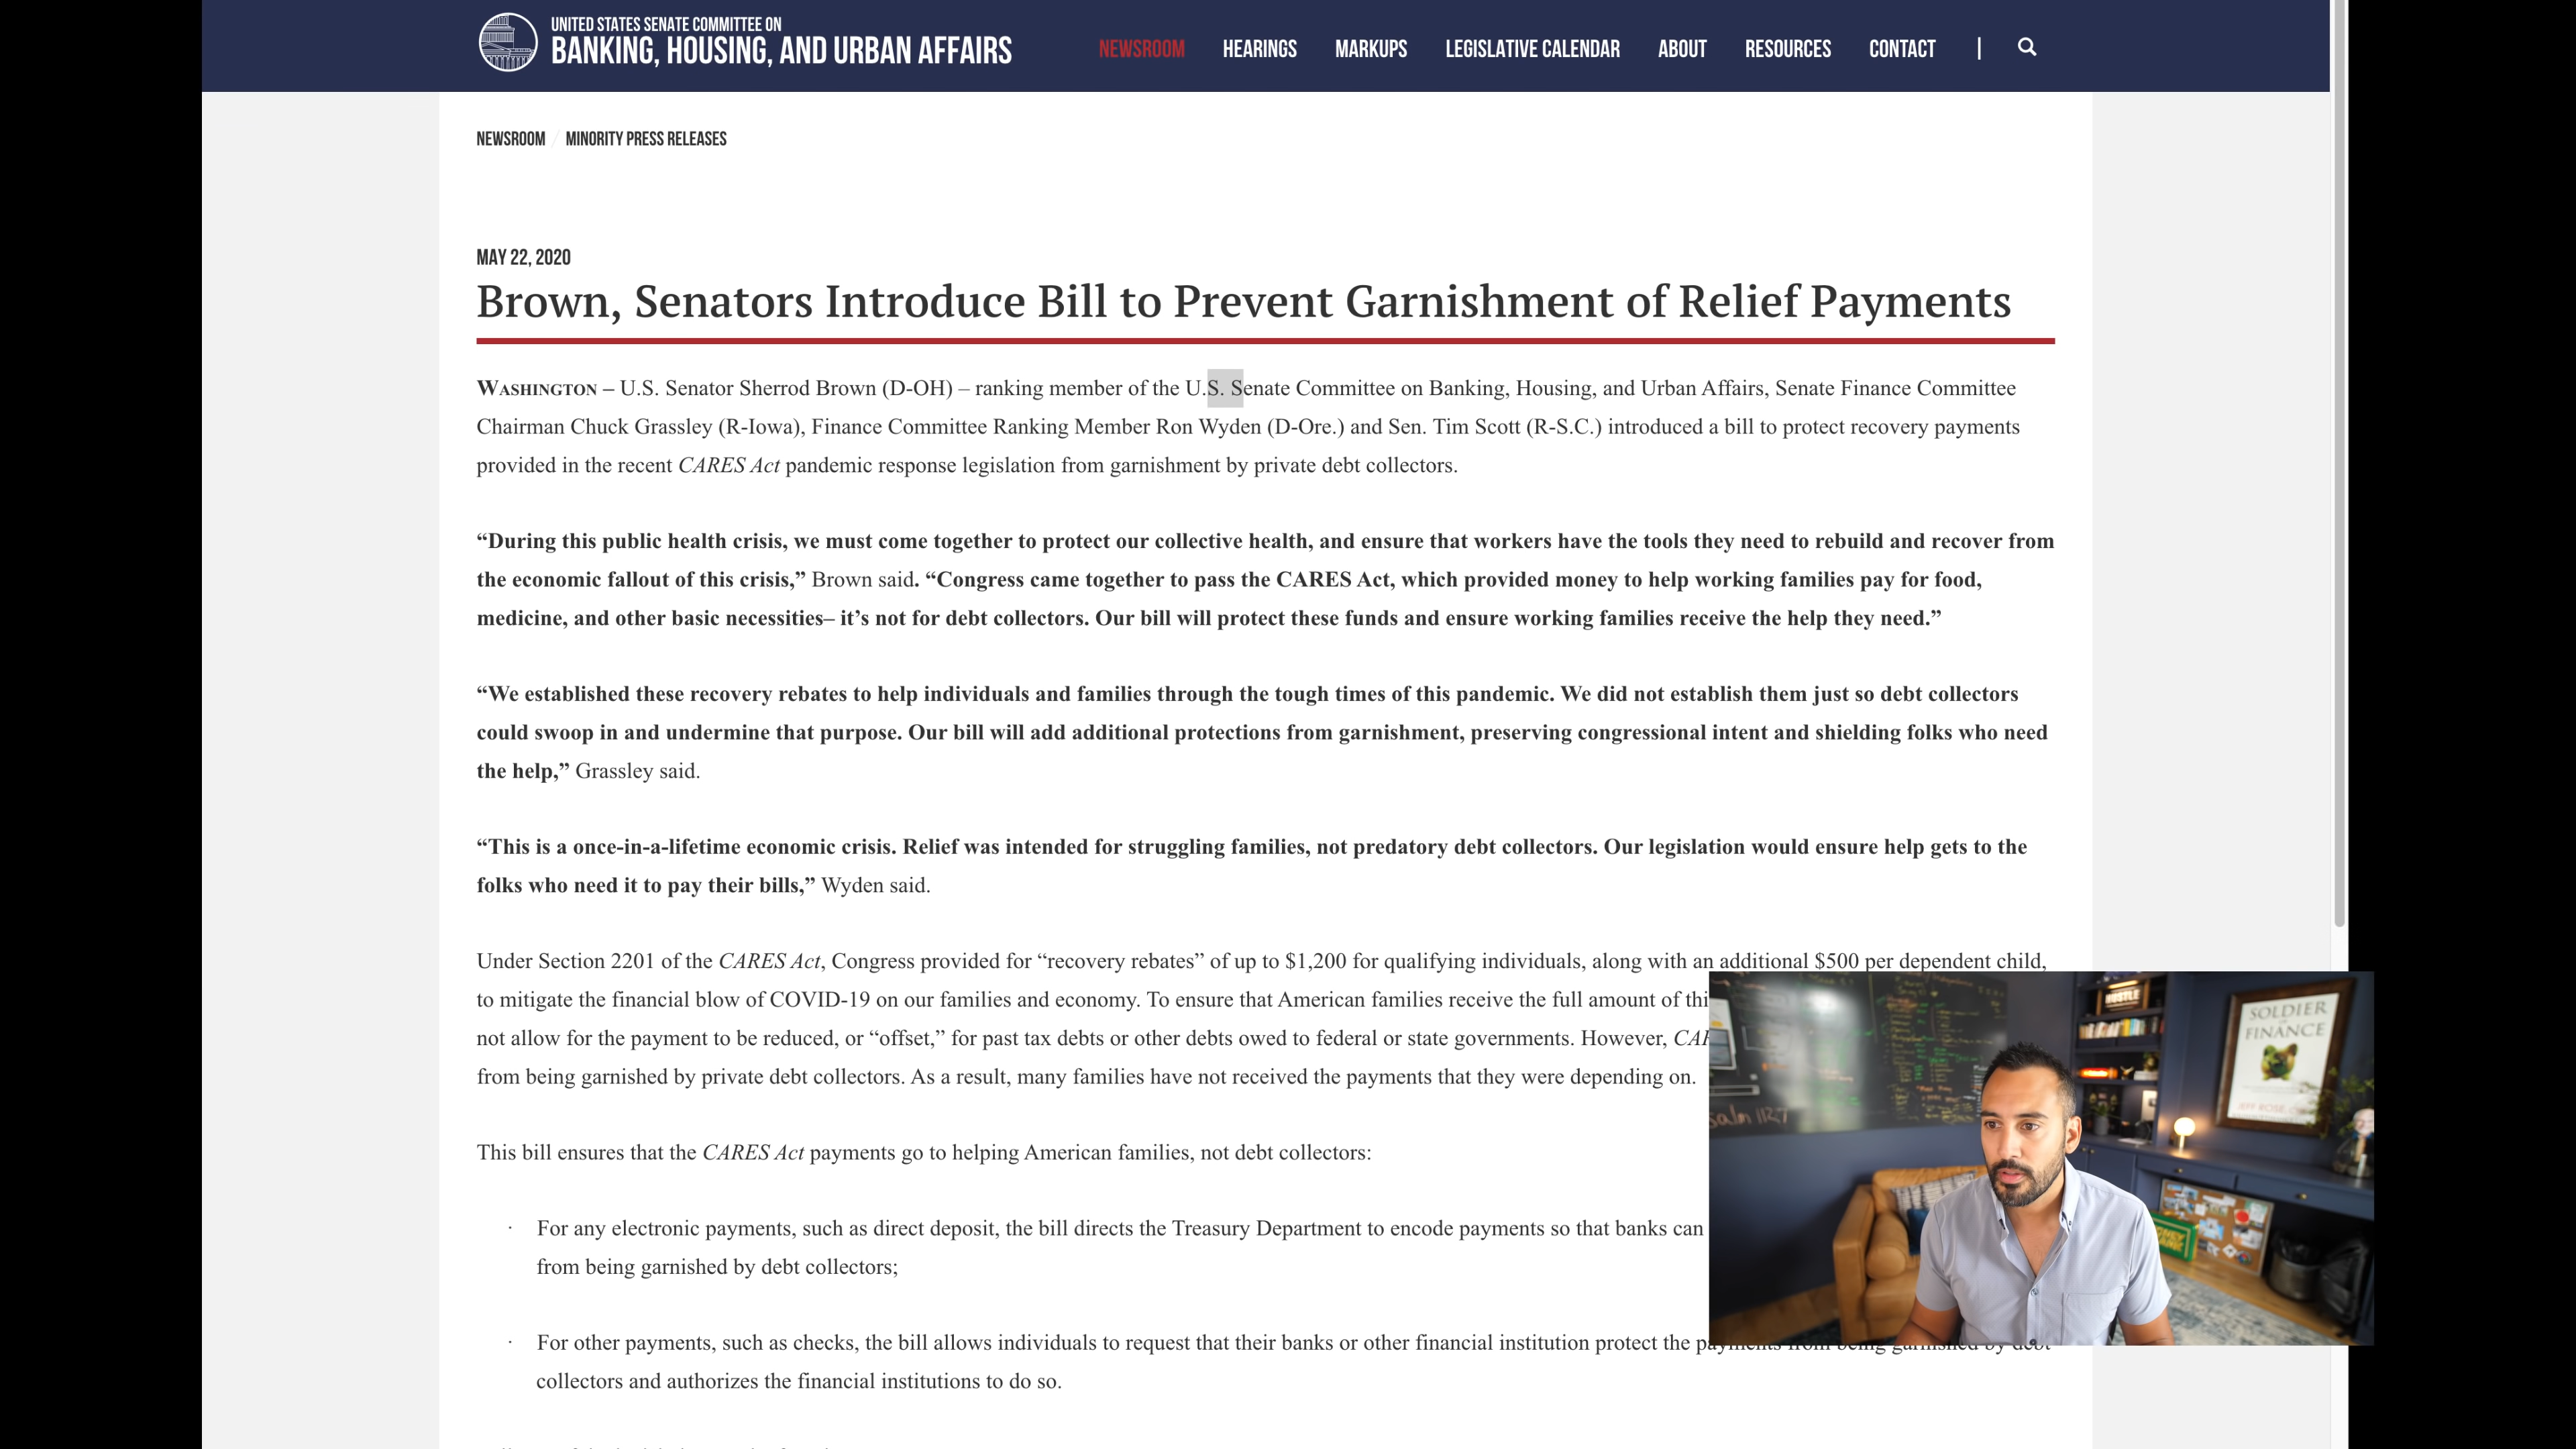 UNITED STATES SENATE COMMITTEE ON
BANKING, HOUSING, AND URBAN AFFAIRS
NEWSROOM HEARINGS MARKUPS LEGISLATIVE CALENDAR ABOUT RESOURCES CONTACT |
NEWSROOM / MINORITY PRESS RELEASES
MAY 22, 2020
Brown, Senators Introduce Bill to Prevent Garnishment of Relief Payments
WASHINGTON – U.S. Senator Sherrod Brown (D-OH) – ranking member of the U.S. Senate Committee on Banking, Housing, and Urban Affairs, Senate Finance Committee
Chairman Chuck Grassley (R-Iowa), Finance Committee Ranking Member Ron Wyden (D-Ore.) and Sen. Tim Scott (R-S.C.) introduced a bill to protect recovery payments
provided in the recent CARES Act pandemic response legislation from garnishment by private debt collectors.
“During this public health crisis, we must come together to protect our collective health, and ensure that workers have the tools they need to rebuild and recover from
the economic fallout of this crisis,” Brown said. “Congress came together to pass the CARES Act, which provided money to help working families pay for food,
medicine, and other basic necessities– it’s not for debt collectors. Our bill will protect these funds and ensure working families receive the help they need.”
“We established these recovery rebates to help individuals and families through the tough times of this pandemic. We did not establish them just so debt collectors
could swoop in and undermine that purpose. Our bill will add additional protections from garnishment, preserving congressional intent and shielding folks who need
the help,” Grassley said.
“This is a once-in-a-lifetime economic crisis. Relief was intended for struggling families, not predatory debt collectors. Our legislation would ensure help gets to the
folks who need it to pay their bills,” Wyden said.
Under Section 2201 of the CARES Act, Congress provided for “recovery rebates” of up to $1,200 for qualifying individuals, along with an additional $500 per dependent child,
to mitigate the financial blow of COVID-19 on our families and economy. To ensure that American families receive the full amount of thi
not allow for the payment to be reduced, or “offset,” for past tax debts or other debts owed to federal or state governments. However,
from being garnished by private debt collectors. As a result, many families have not received the payments that they were depending on.
This bill ensures that the CARES Act payments go to helping American families, not debt collectors:
· For any electronic payments, such as direct deposit, the bill directs the Treasury Department to encode payments so that banks can
from being garnished by debt collectors;
· For other payments, such as checks, the bill allows individuals to request that their banks or other financial institution protect the payments from being garnished by debt
collectors and authorizes the financial institutions to do so.
HUSTLE
SOLDIER
of
FINANCE
JEFF ROSE
Psalm 112:7